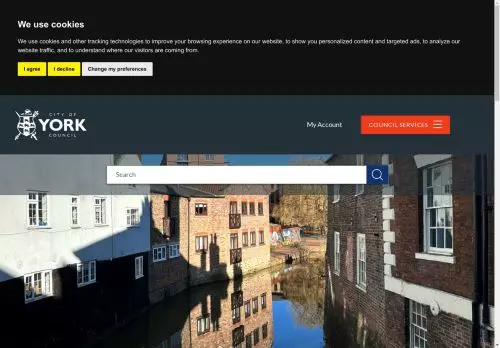 We use cookies
We use cookies and other tracking technologies to improve your browsing experience on our website, to show you personalized content and targeted ads, to analyze our
website traffic, and to understand where our visitors are coming from.
I agree
I decline
Change my preferences
CITY OF
YORK
COUNCIL
My Account
COUNCIL SERVICES
Search